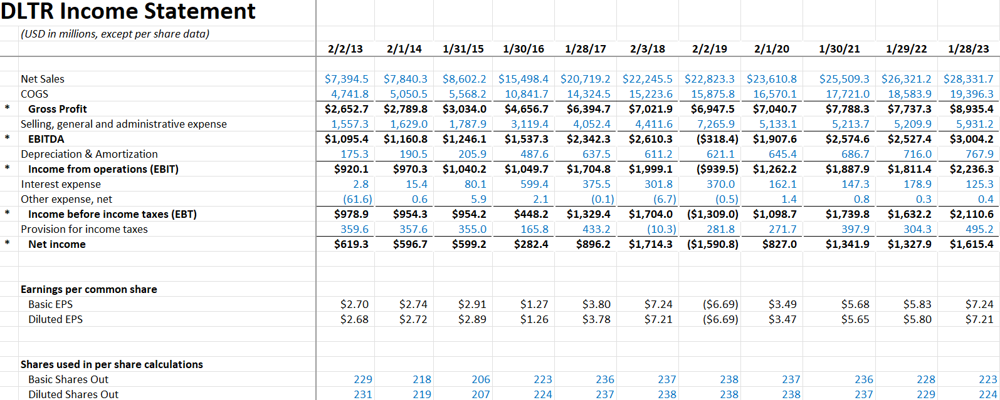 DLTR Income Statement
(USD in millions, except per share data)
2/2/13 2/1/14 1/31/15 1/30/16 1/28/17 2/3/18 2/2/19 2/1/20 1/30/21 1/29/22 1/28/23
Net Sales $7,394.5 $7,840.3 $8,602.2 $15,498.4 $20,719.2 $22,245.5 $22,823.3 $23,610.8 $25,509.3 $26,321.2 $28,331.7
COGS 4,741.8 5,050.5 5,568.2 10,841.7 14,324.5 15,223.6 15,875.8 16,570.1 17,721.0 18,583.9 19,396.3
* Gross Profit $2,652.7 $2,789.8 $3,034.0 $4,656.7 $6,394.7 $7,021.9 $6,947.5 $7,040.7 $7,788.3 $7,737.3 $8,935.4
Selling, general and administrative expense 1,557.3 1,629.0 1,787.9 3,119.4 4,052.4 4,411.6 7,265.9 5,133.1 5,213.7 5,209.9 5,931.2
* EBITDA $1,095.4 $1,160.8 $1,246.1 $1,537.3 $2,342.3 $2,610.3 ($318.4) $1,907.6 $2,574.6 $2,527.4 $3,004.2
Depreciation & Amortization 175.3 190.5 205.9 487.6 637.5 611.2 621.1 645.4 686.7 716.0 767.9
* Income from operations (EBIT) $920.1 $970.3 $1,040.2 $1,049.7 $1,704.8 $1,999.1 ($939.5) $1,262.2 $1,887.9 $1,811.4 $2,236.3
Interest expense 2.8 15.4 80.1 599.4 375.5 301.8 370.0 162.1 147.3 178.9 125.3
Other expense, net (61.6) 0.6 5.9 2.1 (0.1) (6.7) (0.5) 1.4 0.8 0.3 0.4
* Income before income taxes (EBT) $978.9 $954.3 $954.2 $448.2 $1,329.4 $1,704.0 ($1,309.0) $1,098.7 $1,739.8 $1,632.2 $2,110.6
Provision for income taxes 359.6 357.6 355.0 165.8 433.2 (10.3) 281.8 271.7 397.9 304.3 495.2
* Net income $619.3 $596.7 $599.2 $282.4 $896.2 $1,714.3 ($1,590.8) $827.0 $1,341.9 $1,327.9 $1,615.4
Earnings per common share
Basic EPS $2.70 $2.74 $2.91 $1.27 $3.80 $7.24 ($6.69) $3.49 $5.68 $5.83 $7.24
Diluted EPS $2.68 $2.72 $2.89 $1.26 $3.78 $7.21 ($6.69) $3.47 $5.65 $5.80 $7.21
Shares used in per share calculations
Basic Shares Out 229 218 206 223 236 237 238 237 236 228 223
Diluted Shares Out 231 219 207 224 237 238 238 238 237 229 224